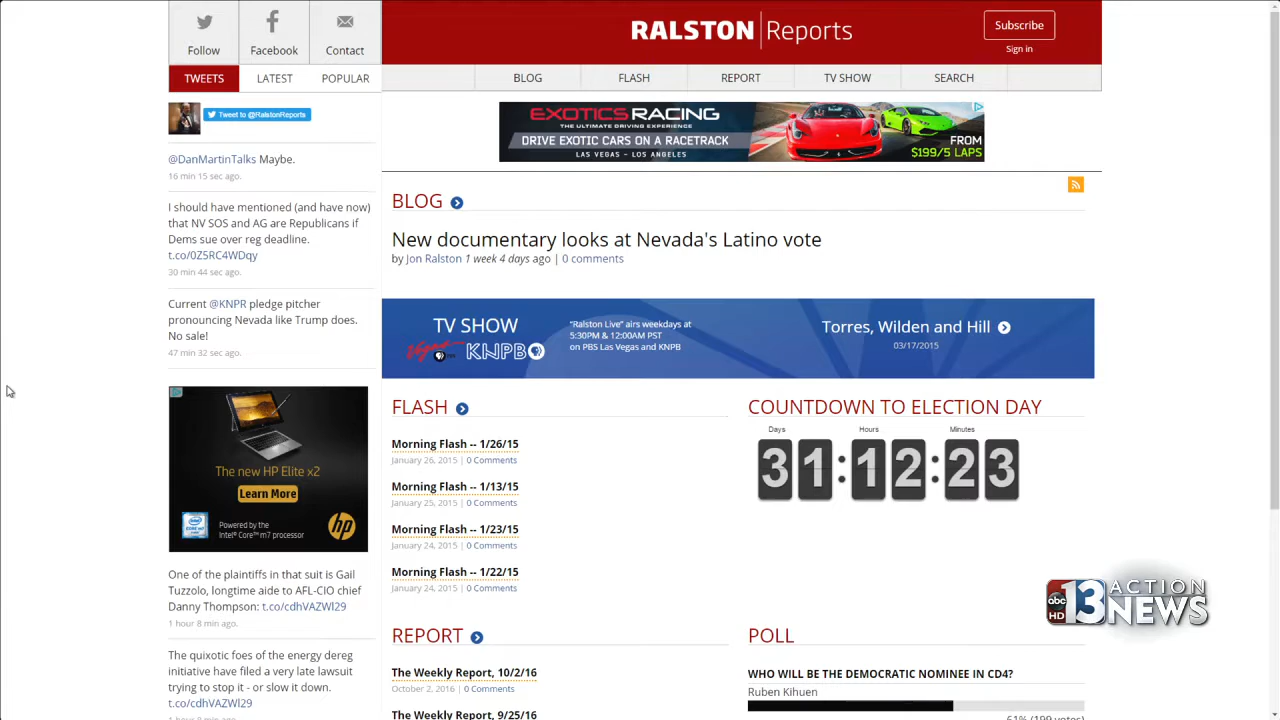 Follow
Facebook
Contact
TWEETS
LATEST
POPULAR
Tweet to @RalstonReports
@DanMartinTalks Maybe.
16 min 15 sec ago.
I should have mentioned (and have now)
that NV SOS and AG are Republicans if
Dems sue over reg deadline.
t.co/0Z5RC4WDqy
30 min 44 sec ago.
Current @KNPR pledge pitcher
pronouncing Nevada like Trump does.
No sale!
47 min 32 sec ago.
The new HP Elite x2
Learn More
Powered by the
Intel® Core™ m7 processor
hp
One of the plaintiffs in that suit is Gail
Tuzzolo, longtime aide to AFL-CIO chief
Danny Thompson: t.co/cdhVAZWl29
1 hour 8 min ago.
The quixotic foes of the energy dereg
initiative have filed a very late lawsuit
trying to stop it - or slow it down.
t.co/cdhVAZWl29
RALSTON Reports
Subscribe
Sign in
BLOG
FLASH
REPORT
TV SHOW
SEARCH
EXOTICS RACING
THE ULTIMATE DRIVING EXPERIENCE
DRIVE EXOTIC CARS ON A RACETRACK
LAS VEGAS - LOS ANGELES
FROM
$199/5 LAPS
BLOG
New documentary looks at Nevada's Latino vote
by Jon Ralston 1 week 4 days ago | 0 comments
TV SHOW
Vegas PBS KNPB
"Ralston Live" airs weekdays at
5:30PM & 12:00AM PST
on PBS Las Vegas and KNPB
Torres, Wilden and Hill
03/17/2015
FLASH
Morning Flash -- 1/26/15
January 26, 2015 | 0 Comments
Morning Flash -- 1/13/15
January 25, 2015 | 0 Comments
Morning Flash -- 1/23/15
January 24, 2015 | 0 Comments
Morning Flash -- 1/22/15
January 24, 2015 | 0 Comments
COUNTDOWN TO ELECTION DAY
Days Hours Minutes
31:12:23
REPORT
The Weekly Report, 10/2/16
October 2, 2016 | 0 Comments
The Weekly Report, 9/25/16
POLL
WHO WILL BE THE DEMOCRATIC NOMINEE IN CD4?
Ruben Kihuen
61% (199 votes)
abc HD 13 ACTION NEWS